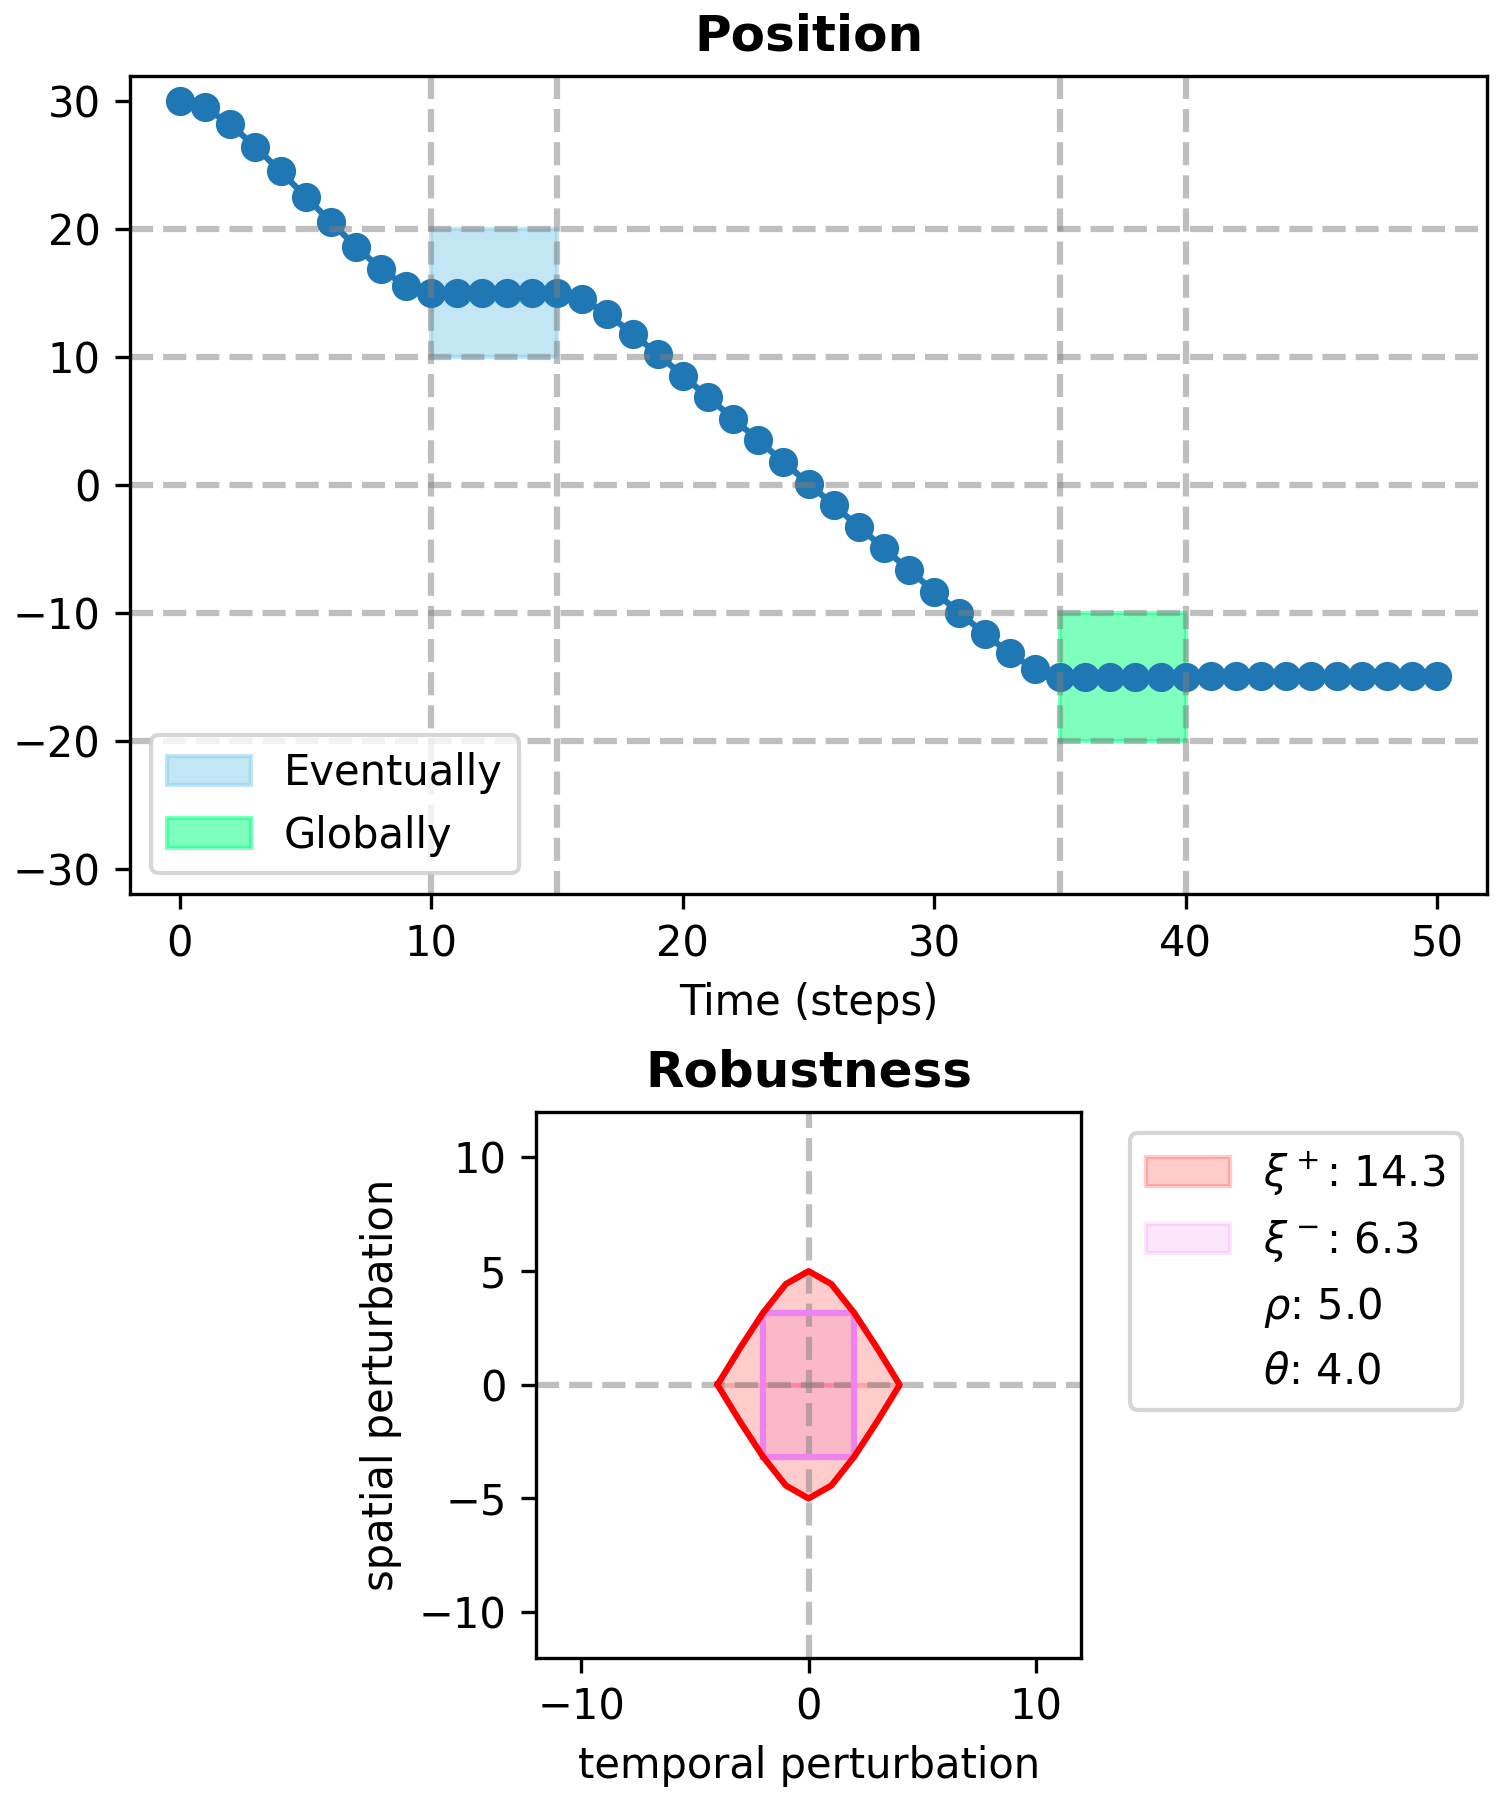 Position
30
20
10
0
−10
−20
−30
Eventually
Globally
0 10 20 30 40 50
Time (steps)
Robustness
10
5
0
−5
−10
spatial perturbation
−10 0 10
temporal perturbation
ξ⁺: 14.3
ξ⁻: 6.3
ρ: 5.0
θ: 4.0